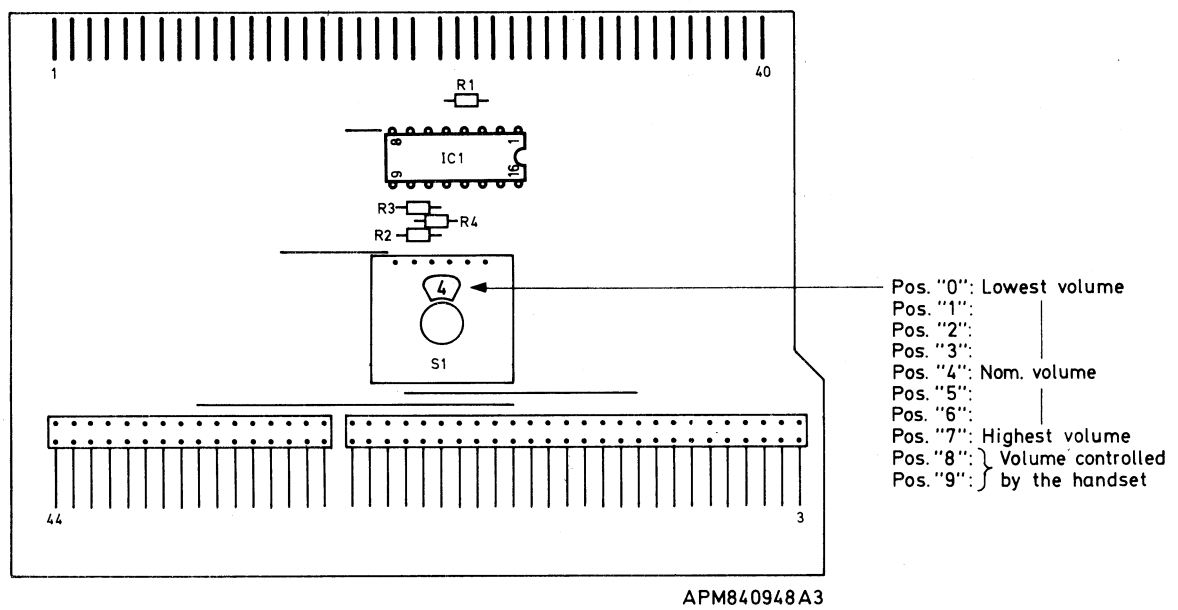 1
40
R1
8
1
IC1
9
16
R3
R4
R2
4
S1
Pos. "0": Lowest volume
Pos. "1":
Pos. "2":
Pos. "3":
Pos. "4": Nom. volume
Pos. "5":
Pos. "6":
Pos. "7": Highest volume
Pos. "8": Volume controlled
Pos. "9": by the handset
44
3
APM840948A3